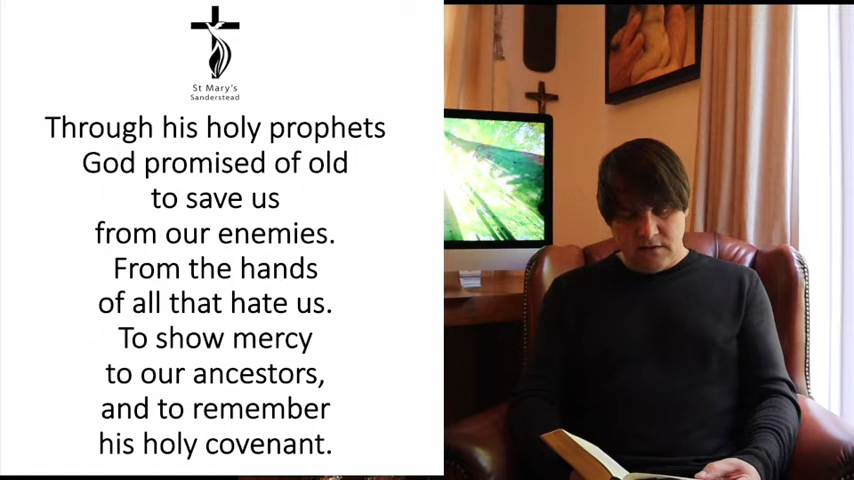 St Mary's
Sanderstead
Through his holy prophets
God promised of old
to save us
from our enemies.
From the hands
of all that hate us.
To show mercy
to our ancestors,
and to remember
his holy covenant.